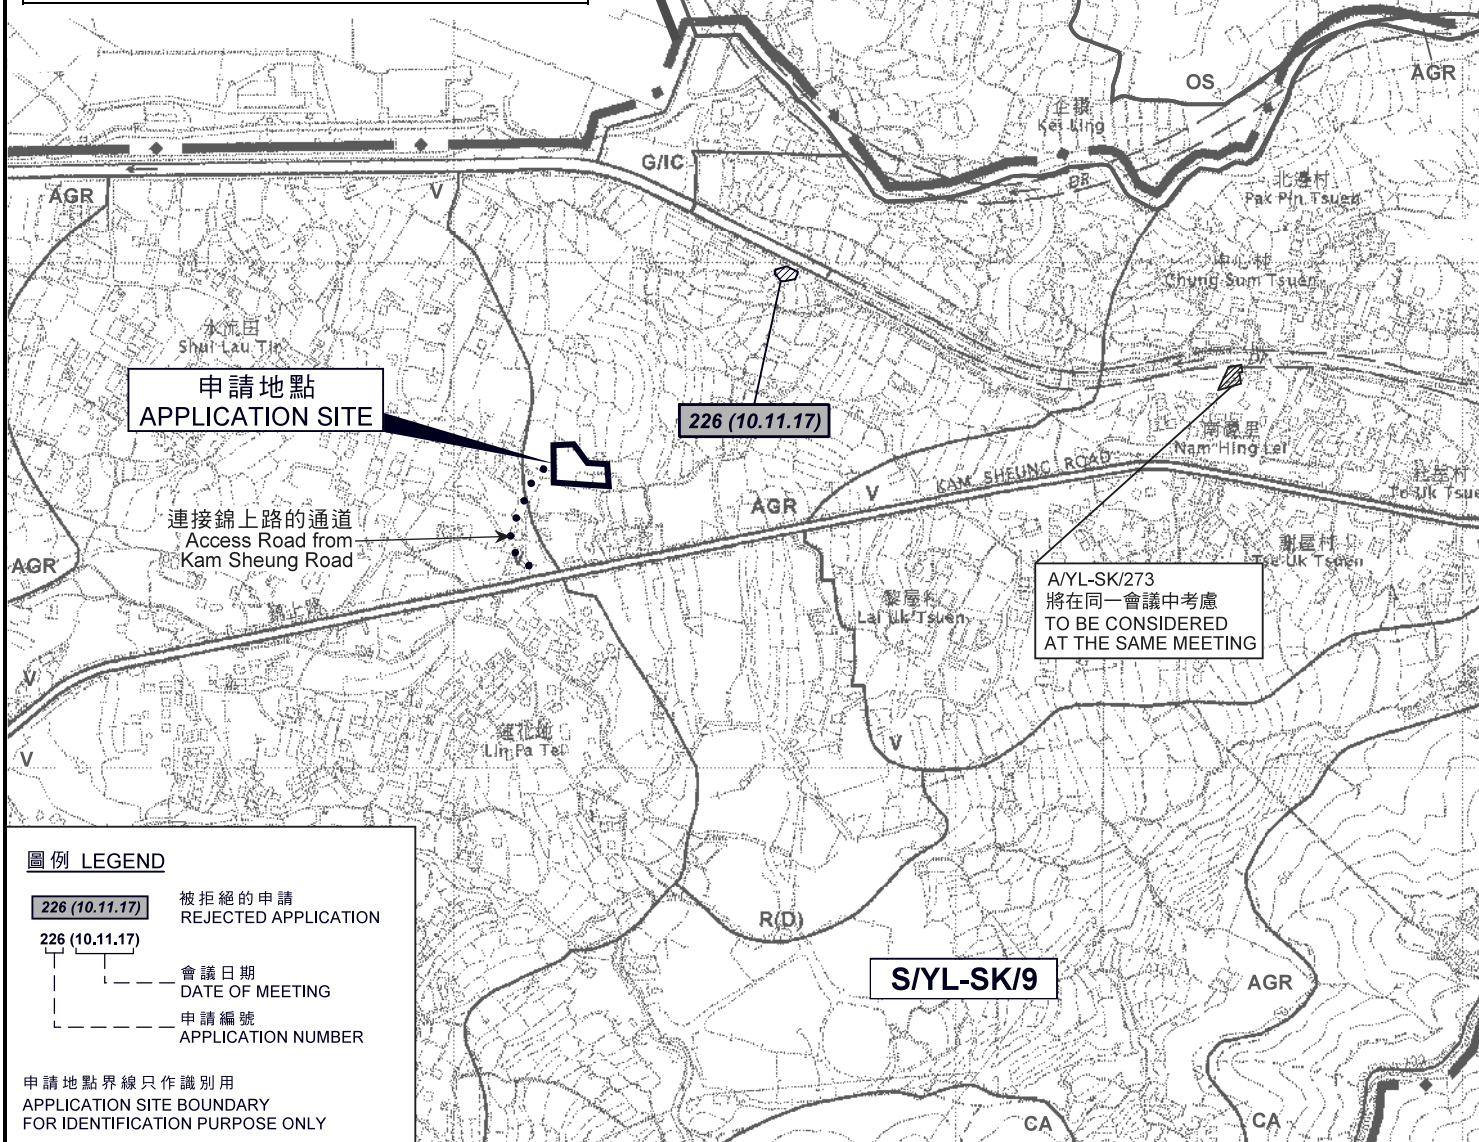 OS
AGR
企嶺
Kei Ling
G/IC
DR
AGR
V
北邊村
Pak Pin Tsuen
中心村
Chung Sum Tsuen
水流田
Shui Lau Tin
申請地點
APPLICATION SITE
226 (10.11.17)
南慶里
Nam Hing Lei
KAM SHEUNG ROAD
AGR
V
連接錦上路的通道
Access Road from
Kam Sheung Road
AGR
謝屋村
Tse Uk Tsuen
A/YL-SK/273
將在同一會議中考慮
TO BE CONSIDERED
AT THE SAME MEETING
黎屋村
Lai Uk Tsuen
錦上路
V
蓮花地
Lin Fa Tei
V
V
圖例 LEGEND
226 (10.11.17)
被拒絕的申請
REJECTED APPLICATION
226 (10.11.17)
會議日期
DATE OF MEETING
申請編號
APPLICATION NUMBER
R(D)
S/YL-SK/9
AGR
申請地點界線只作識別用
APPLICATION SITE BOUNDARY
FOR IDENTIFICATION PURPOSE ONLY
CA
CA